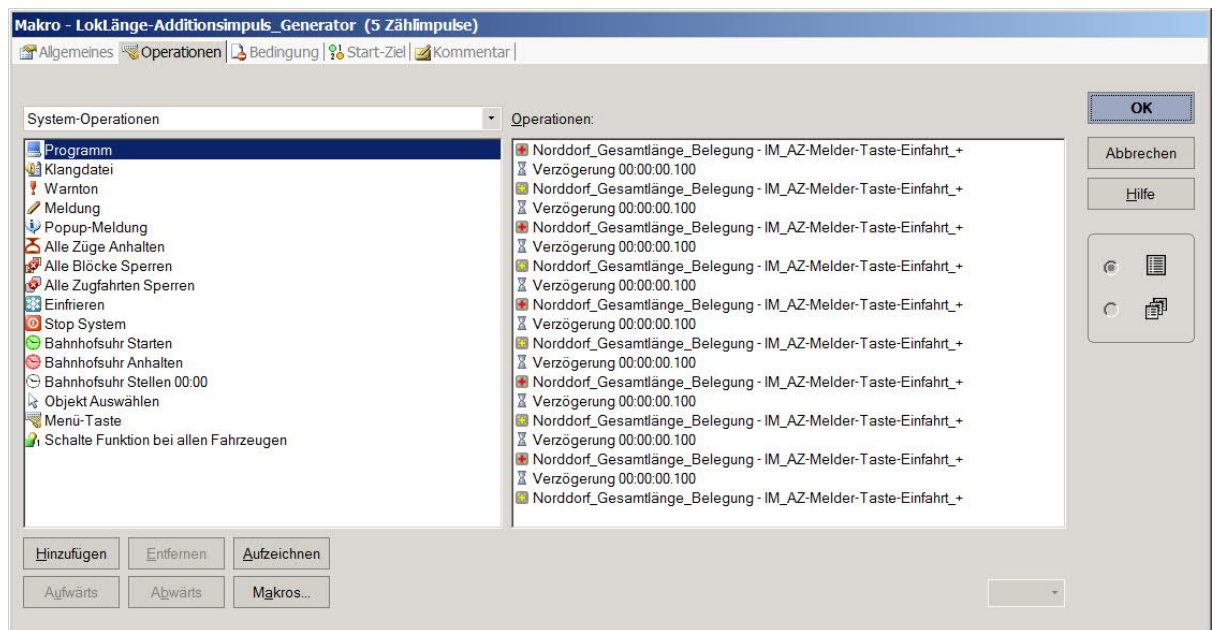 Makro - LokLänge-Additionsimpuls_Generator (5 Zählimpulse)
Allgemeines Operationen Bedingung Start-Ziel Kommentar
System-Operationen
Programm
Klangdatei
Warnton
Meldung
Popup-Meldung
Alle Züge Anhalten
Alle Blöcke Sperren
Alle Zugfahrten Sperren
Einfrieren
Stop System
Bahnhofsuhr Starten
Bahnhofsuhr Anhalten
Bahnhofsuhr Stellen 00:00
Objekt Auswählen
Menü-Taste
Schalte Funktion bei allen Fahrzeugen
Operationen:
Norddorf_Gesamtlänge_Belegung - IM_AZ-Melder-Taste-Einfahrt_+
Verzögerung 00:00:00.100
Norddorf_Gesamtlänge_Belegung - IM_AZ-Melder-Taste-Einfahrt_+
Verzögerung 00:00:00.100
Norddorf_Gesamtlänge_Belegung - IM_AZ-Melder-Taste-Einfahrt_+
Verzögerung 00:00:00.100
Norddorf_Gesamtlänge_Belegung - IM_AZ-Melder-Taste-Einfahrt_+
Verzögerung 00:00:00.100
Norddorf_Gesamtlänge_Belegung - IM_AZ-Melder-Taste-Einfahrt_+
Verzögerung 00:00:00.100
Norddorf_Gesamtlänge_Belegung - IM_AZ-Melder-Taste-Einfahrt_+
Verzögerung 00:00:00.100
Norddorf_Gesamtlänge_Belegung - IM_AZ-Melder-Taste-Einfahrt_+
Verzögerung 00:00:00.100
Norddorf_Gesamtlänge_Belegung - IM_AZ-Melder-Taste-Einfahrt_+
Verzögerung 00:00:00.100
Norddorf_Gesamtlänge_Belegung - IM_AZ-Melder-Taste-Einfahrt_+
Verzögerung 00:00:00.100
Norddorf_Gesamtlänge_Belegung - IM_AZ-Melder-Taste-Einfahrt_+
OK
Abbrechen
Hilfe
Hinzufügen Entfernen Aufzeichnen
Aufwärts Abwärts Makros...